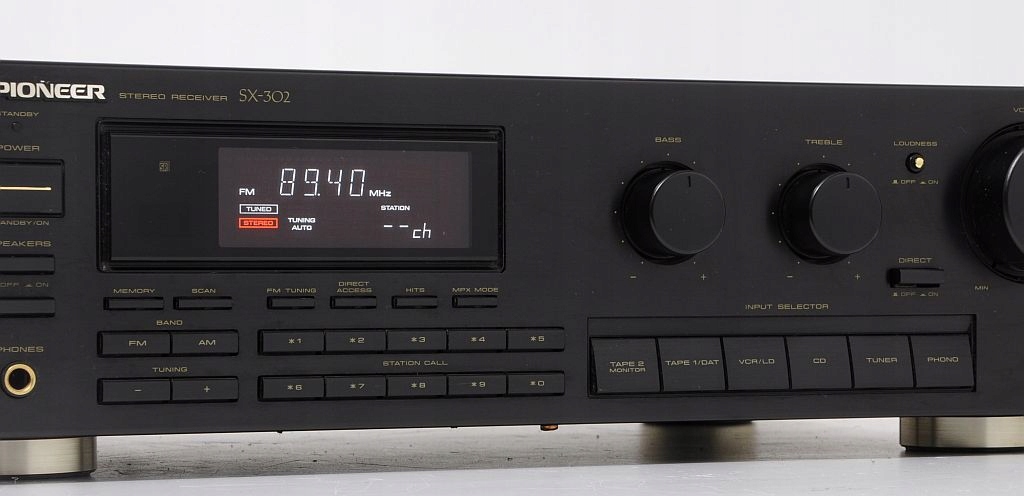 PIONEER STEREO RECEIVER SX-302
STANDBY
POWER
ANDBY/ON
PEAKERS
OFF ON
PHONES
FM 89.40 MHz
TUNED STATION
STEREO TUNING AUTO --ch
MEMORY SCAN FM TUNING DIRECT ACCESS HITS MPX MODE
BAND
FM AM
*1 *2 *3 *4 *5
TUNING
STATION CALL
- +
*6 *7 *8 *9 *0
BASS
- +
TREBLE
- +
LOUDNESS
OFF ON
DIRECT
OFF ON
VO
MIN
INPUT SELECTOR
TAPE 2 MONITOR TAPE 1/DAT VCR/LD CD TUNER PHONO